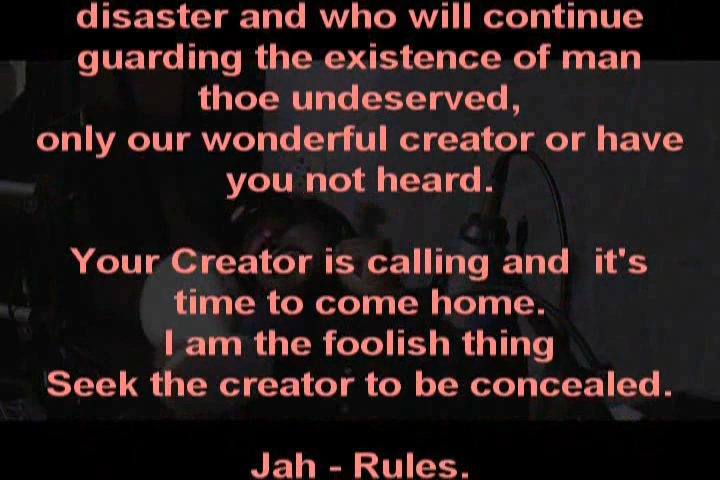 disaster and who will continue
guarding the existence of man
thoe undeserved,
only our wonderful creator or have
you not heard.
Your Creator is calling and  it's
time to come home.
I am the foolish thing
Seek the creator to be concealed.
Jah - Rules.